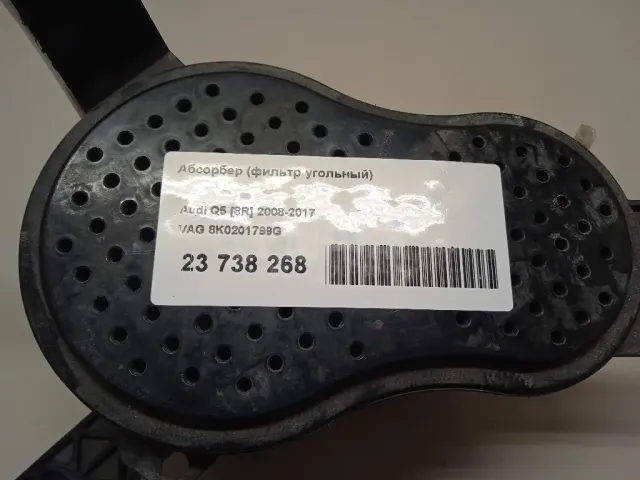 Абсорбер (фильтр угольный)
Audi Q5 [8R] 2008-2017
VAG 8K0201799G
23 738 268